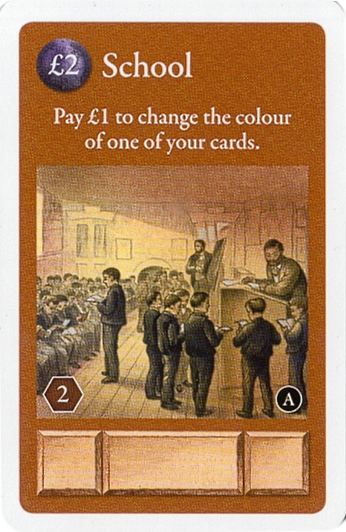 £2 School
Pay £1 to change the colour
of one of your cards.
2
A